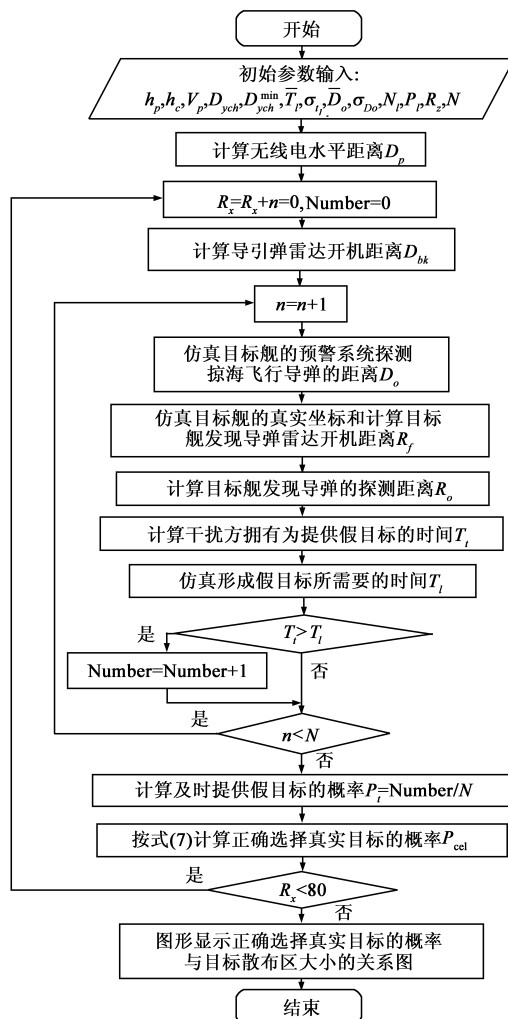 开始
初始参数输入:
h_p,h_c,V_p,D_{ych},D_{ych}^{min},\overline{T}_l,σ_{t_l},\overline{D}_o,σ_{Do},N_l,P_l,R_z,N
计算无线电水平距离D_p
R_x=R_x+n=0,Number=0
计算导引弹雷达开机距离D_{bk}
n=n+1
仿真目标舰的预警系统探测
掠海飞行导弹的距离D_o
仿真目标舰的真实坐标和计算目标
舰发现导弹雷达开机距离R_f
计算目标舰发现导弹的探测距离R_o
计算干扰方拥有为提供假目标的时间T_t
仿真形成假目标所需要的时间T_l
T_t>T_l
是
否
Number=Number+1
是
n<N
否
计算及时提供假目标的概率P_t=Number/N
按式(7)计算正确选择真实目标的概率P_{cel}
是
R_x<80
否
图形显示正确选择真实目标的概率
与目标散布区大小的关系图
结束